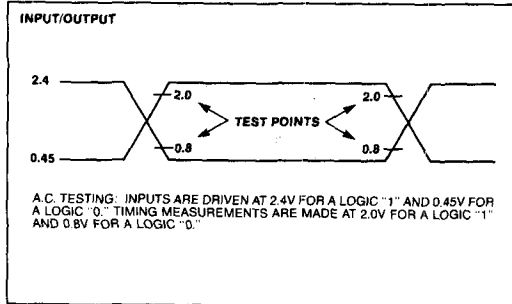 INPUT/OUTPUT
2.4
2.0
2.0
TEST POINTS
0.8
0.8
0.45
A.C. TESTING: INPUTS ARE DRIVEN AT 2.4V FOR A LOGIC "1" AND 0.45V FOR
A LOGIC "0." TIMING MEASUREMENTS ARE MADE AT 2.0V FOR A LOGIC "1"
AND 0.8V FOR A LOGIC "0."